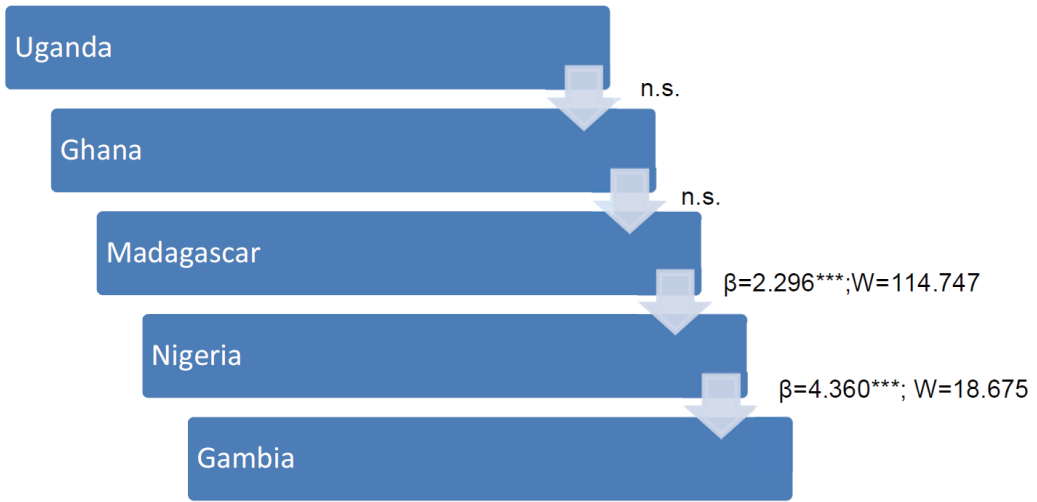 Uganda
n.s.
Ghana
n.s.
Madagascar
β=2.296***;W=114.747
Nigeria
β=4.360***; W=18.675
Gambia